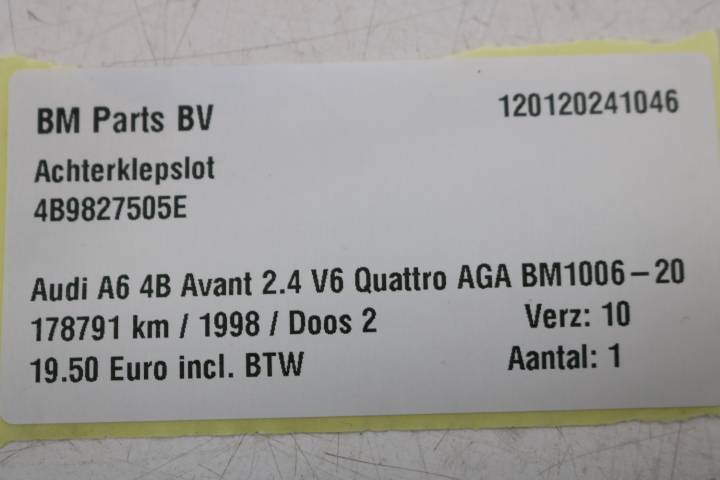 BM Parts BV 120120241046
Achterklepslot
4B9827505E
Audi A6 4B Avant 2.4 V6 Quattro AGA BM1006-20
178791 km / 1998 / Doos 2 Verz: 10
19.50 Euro incl. BTW Aantal: 1